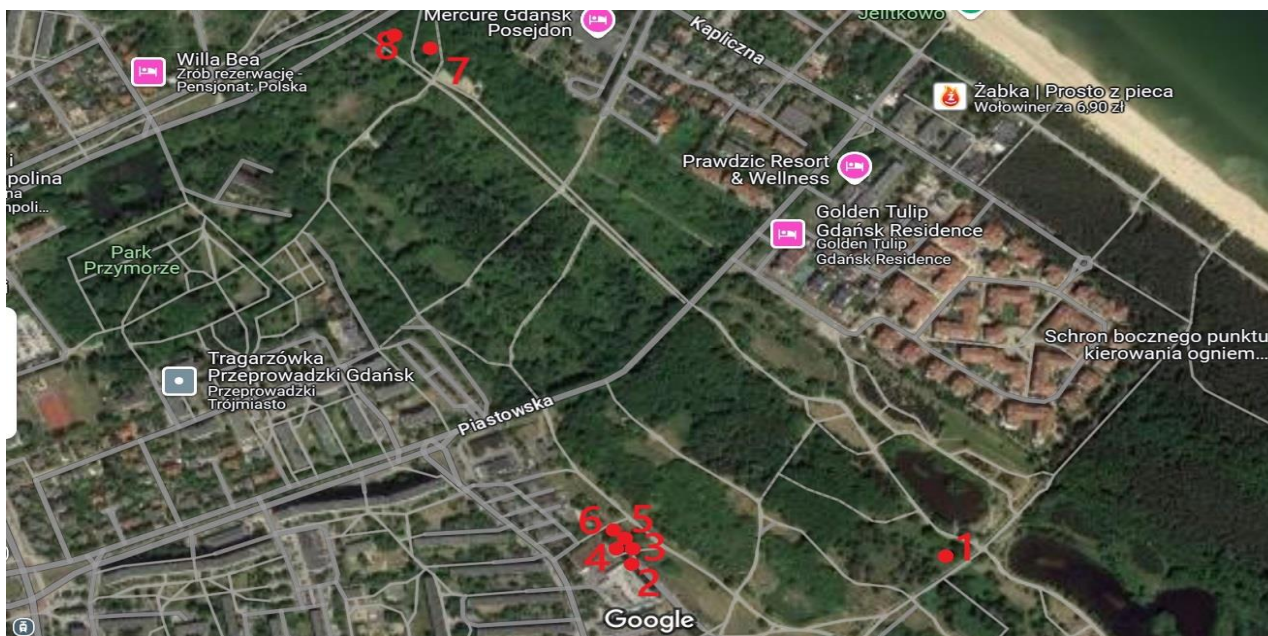 Mercure Gdańsk
Posejdon
Jelitkowo
Kapliczna
8
7
Willa Bea
Zrób rezerwację -
Pensjonat: Polska
Żabka | Prosto z pieca
Wołowiner za 6,90 zł
i
polina
na
npoli...
Prawdzic Resort
& Wellness
Golden Tulip
Gdańsk Residence
Golden Tulip
Gdańsk Residence
Park
Przymorze
Schron bocznego punktu
kierowania ogniem...
Tragarzówka
Przeprowadzki Gdańsk
Przeprowadzki
Trójmiasto
Piastowska
6
5
4
3
2
1
Google